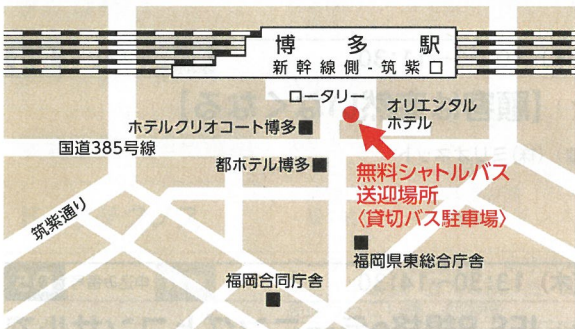 博多駅
新幹線側-筑紫口
ロータリー
オリエンタル
ホテル
ホテルクリオコート博多
国道385号線
都ホテル博多
無料シャトルバス
送迎場所
〈貸切バス駐車場〉
筑紫通り
福岡県東総合庁舎
福岡合同庁舎